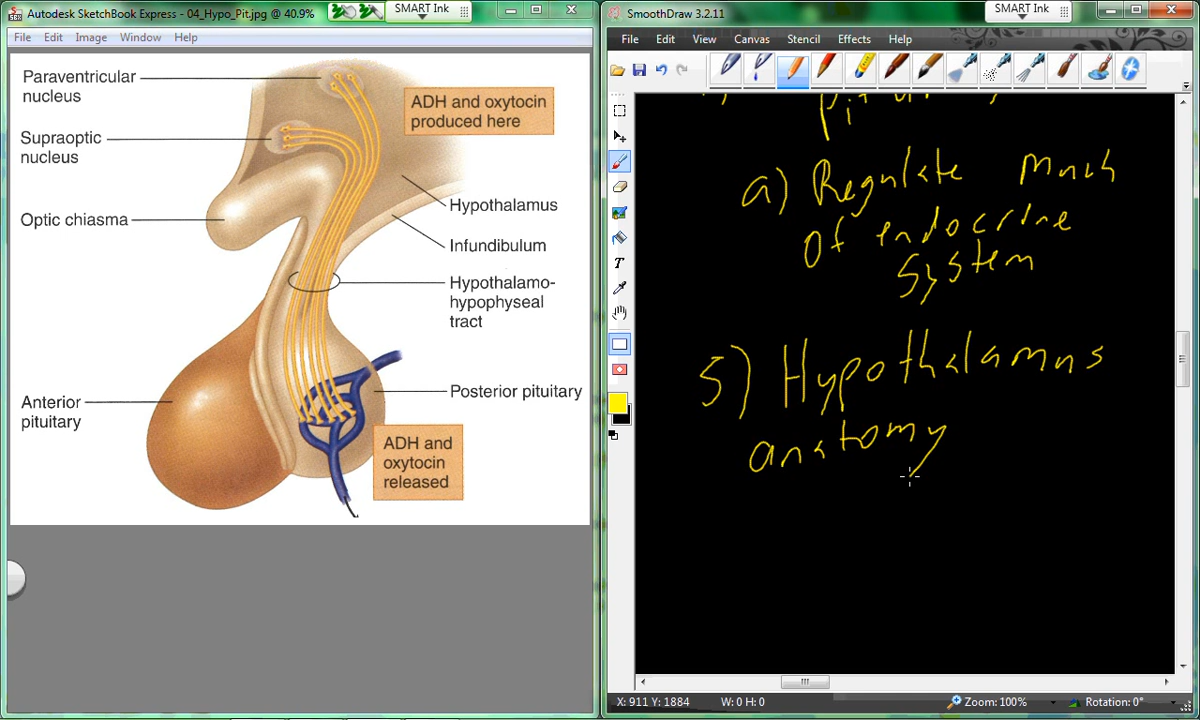 Autodesk SketchBook Express - 04_Hypo_Pit.jpg @ 40.9%
SMART Ink
File Edit Image Window Help
Paraventricular
nucleus
Supraoptic
nucleus
Optic chiasma
Anterior
pituitary
ADH and oxytocin
produced here
Hypothalamus
Infundibulum
Hypothalamo-
hypophyseal
tract
Posterior pituitary
ADH and
oxytocin
released
SmoothDraw 3.2.11
SMART Ink
File Edit View Canvas Stencil Effects Help
a) Regulate Much
Of endocrine
System
5) Hypothalamus
anatomy
X: 911 Y: 1884 W: 0 H: 0 Zoom: 100% Rotation: 0°